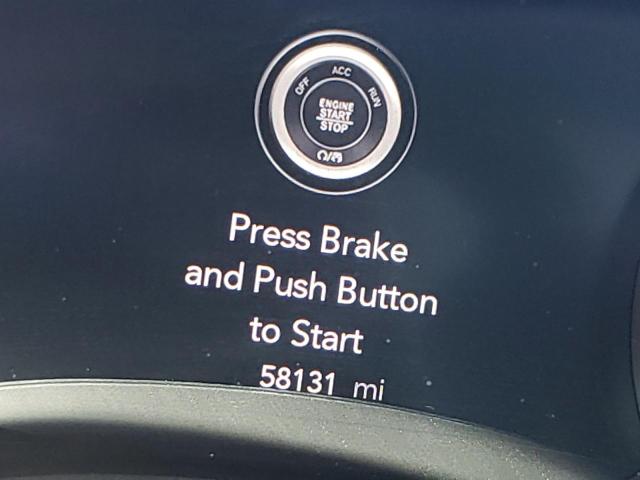 ACC
OFF
RUN
ENGINE
START
STOP
Press Brake
and Push Button
to Start
58131 mi